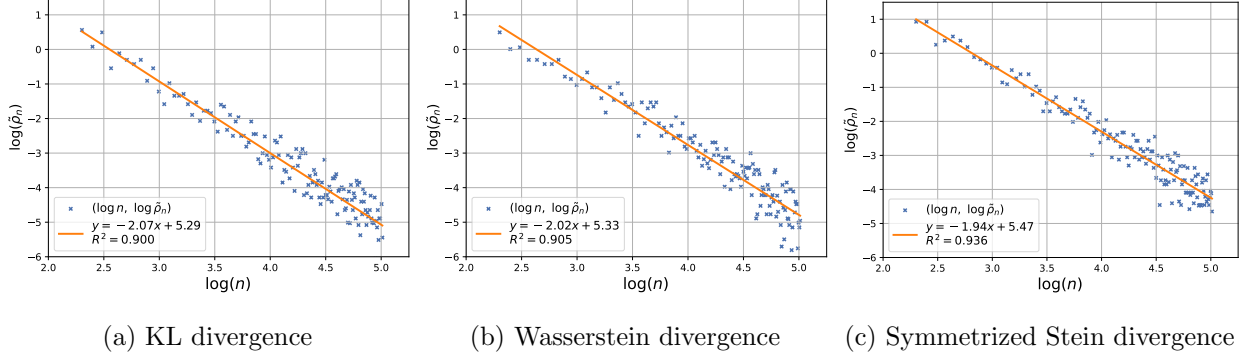 1
0
−1
−2
−3
−4
−5
−6
log(ρ̃ₙ)
(log n, log ρ̃ₙ)
y = −2.07x + 5.29
R² = 0.900
2.0 2.5 3.0 3.5 4.0 4.5 5.0
log(n)
(a) KL divergence
1
0
−1
−2
−3
−4
−5
−6
log(ρ̃ₙ)
(log n, log ρ̃ₙ)
y = −2.02x + 5.33
R² = 0.905
2.0 2.5 3.0 3.5 4.0 4.5 5.0
log(n)
(b) Wasserstein divergence
1
0
−1
−2
−3
−4
−5
−6
log(ρ̃ₙ)
(log n, log ρ̃ₙ)
y = −1.94x + 5.47
R² = 0.936
2.0 2.5 3.0 3.5 4.0 4.5 5.0
log(n)
(c) Symmetrized Stein divergence